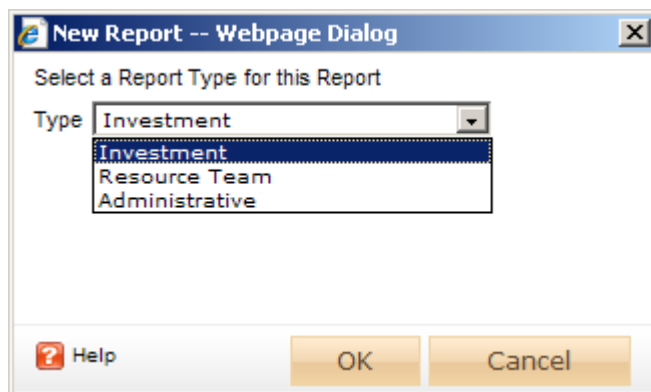 New Report -- Webpage Dialog
Select a Report Type for this Report
Type Investment
Investment
Resource Team
Administrative
Help OK Cancel